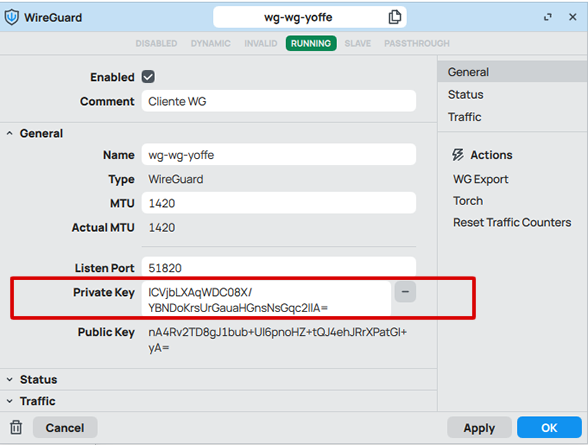 WireGuard
wg-wg-yoffe
DISABLED DYNAMIC INVALID RUNNING SLAVE PASSTHROUGH
Enabled
Comment Cliente WG
General
Name wg-wg-yoffe
Type WireGuard
MTU 1420
Actual MTU 1420
Listen Port 51820
Private Key ICVjbLXAqWDC08X/
YBNDoKrsUrGauaHGnsNsGqc2lIA=
Public Key nA4Rv2TD8gJ1bub+UI6pnoHZ+tQJ4ehJRrXPatGI+
yA=
Status
Traffic
Cancel
Apply
OK
General
Status
Traffic
Actions
WG Export
Torch
Reset Traffic Counters